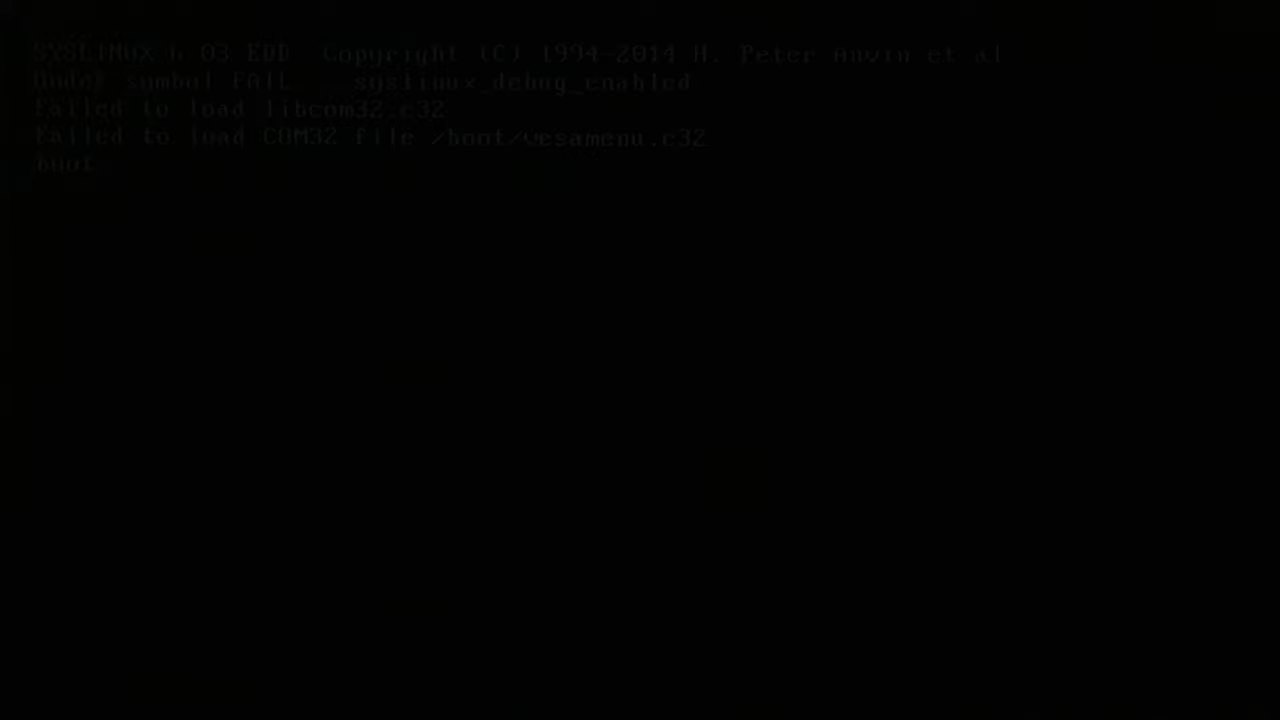 SYSLINUX 6.03 EDD Copyright (C) 1994-2014 H. Peter Anvin et al
Undef symbol FAIL: __syslinux_debug_enabled
Failed to load libcom32.c32
Failed to load COM32 file /boot/vesamenu.c32
boot